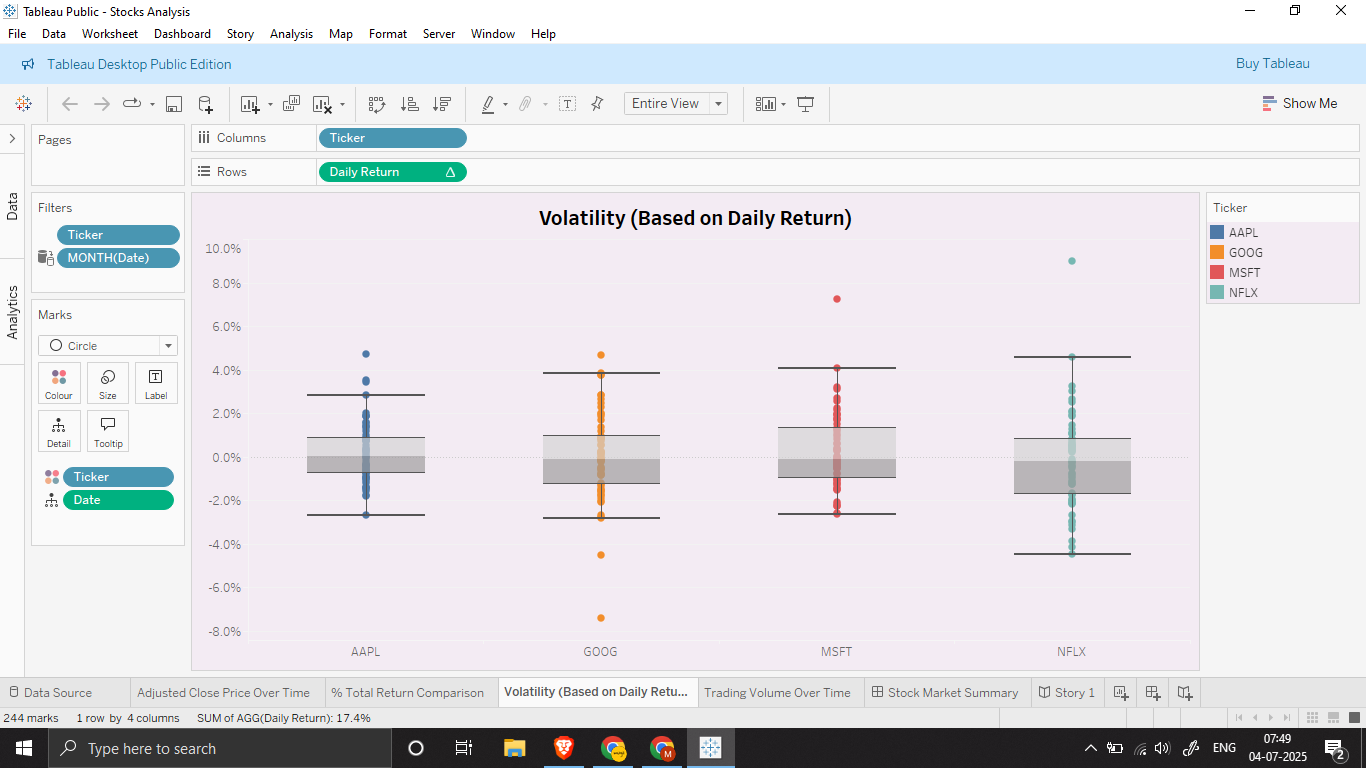 Tableau Public - Stocks Analysis
File Data Worksheet Dashboard Story Analysis Map Format Server Window Help
Tableau Desktop Public Edition
Buy Tableau
Entire View
Show Me
Pages
Columns
Ticker
Rows
Daily Return
Data
Analytics
Filters
Ticker
MONTH(Date)
Marks
Circle
Colour
Size
Label
Detail
Tooltip
Ticker
Date
Volatility (Based on Daily Return)
10.0%
8.0%
6.0%
4.0%
2.0%
0.0%
-2.0%
-4.0%
-6.0%
-8.0%
AAPL
GOOG
MSFT
NFLX
Ticker
AAPL
GOOG
MSFT
NFLX
Data Source
Adjusted Close Price Over Time
% Total Return Comparison
Volatility (Based on Daily Retu...
Trading Volume Over Time
Stock Market Summary
Story 1
244 marks
1 row by 4 columns
SUM of AGG(Daily Return): 17.4%
Type here to search
M
ENG
07:49
04-07-2025
2